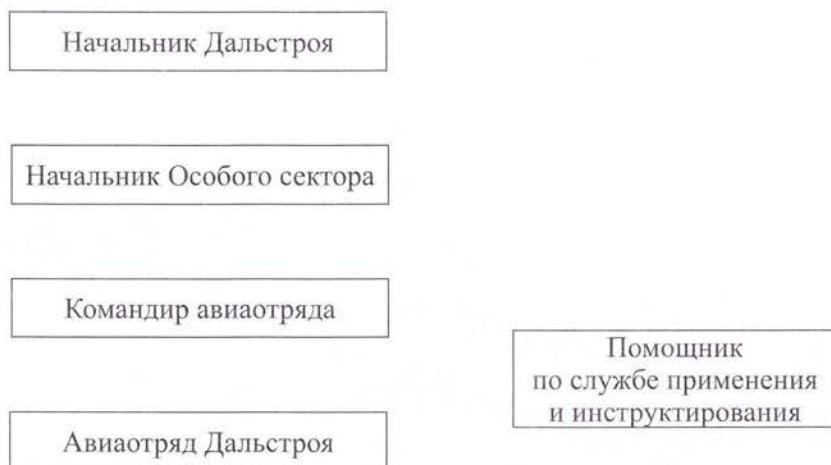 Начальник Дальстроя
Начальник Особого сектора
Командир авиаотряда
Помощник
по службе применения
и инструктирования
Авиаотряд Дальстроя